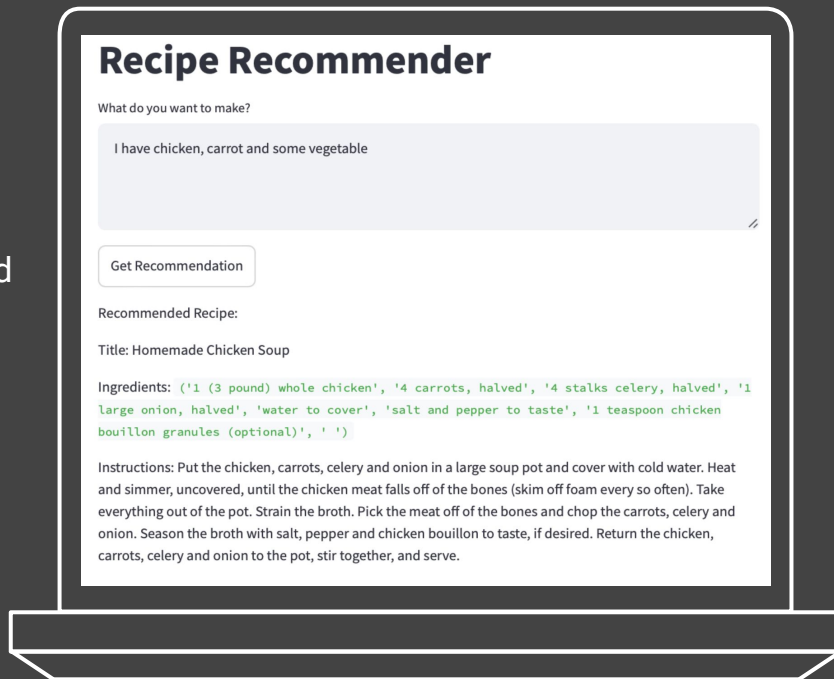 Recipe Recommender
What do you want to make?
I have chicken, carrot and some vegetable
d
Get Recommendation
Recommended Recipe:
Title: Homemade Chicken Soup
Ingredients: ('1 (3 pound) whole chicken', '4 carrots, halved', '4 stalks celery, halved', '1
large onion, halved', 'water to cover', 'salt and pepper to taste', '1 teaspoon chicken
bouillon granules (optional)', ' ')
Instructions: Put the chicken, carrots, celery and onion in a large soup pot and cover with cold water. Heat
and simmer, uncovered, until the chicken meat falls off of the bones (skim off foam every so often). Take
everything out of the pot. Strain the broth. Pick the meat off of the bones and chop the carrots, celery and
onion. Season the broth with salt, pepper and chicken bouillon to taste, if desired. Return the chicken,
carrots, celery and onion to the pot, stir together, and serve.